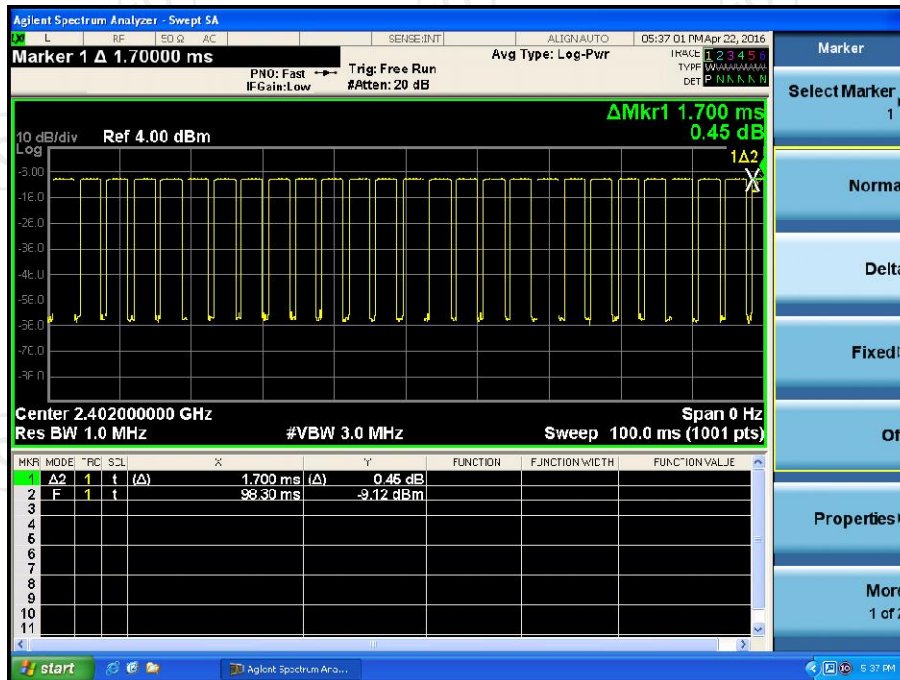 Agilent Spectrum Analyzer - Swept SA
L RF 50 Ω AC SENSE:INT ALIGNAUTO 05:37 01 PM Apr 22, 2016
Marker 1 Δ 1.70000 ms
PNO: Fast
IFGain:Low
Trig: Free Run
#Atten: 20 dB
Avg Type: Log-Pwr
TRACE 1 2 3 4 5 6
TYPE WWWWWW
DET P N N N N N
ΔMkr1 1.700 ms
0.45 dB
10 dB/div Ref 4.00 dBm
Log
1Δ2
Center 2.402000000 GHz
Span 0 Hz
Res BW 1.0 MHz #VBW 3.0 MHz Sweep 100.0 ms (1001 pts)
MKR MODE TRC SCL X Y FUNCTION FUNCTION WIDTH FUNCTION VALUE
1 Δ2 1 t (Δ) 1.700 ms (Δ) 0.45 dB
2 F 1 t 98.30 ms -9.12 dBm
3
4
5
6
7
8
9
10
11
Marker
Select Marker
1
Norma
Delta
Fixed
Of
Properties
More
1 of 2
start
Agilent Spectrum Ana...
5:37 PM